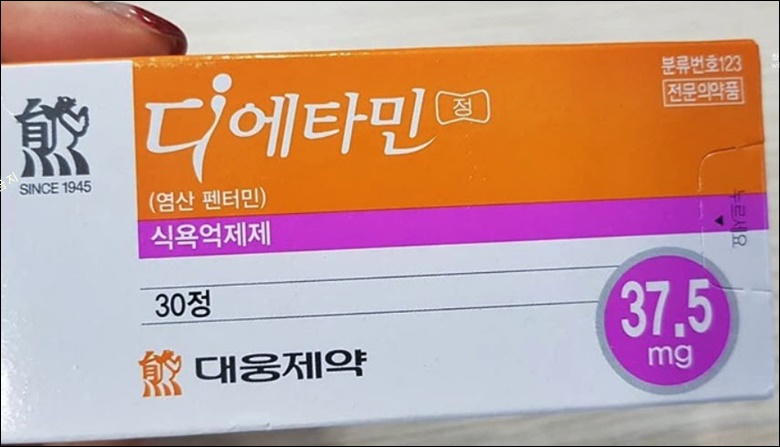 분류번호123
전문의약품
디에타민 정
SINCE 1945
(염산 펜터민)
식욕억제제
누르세요
30정
37.5
mg
대웅제약